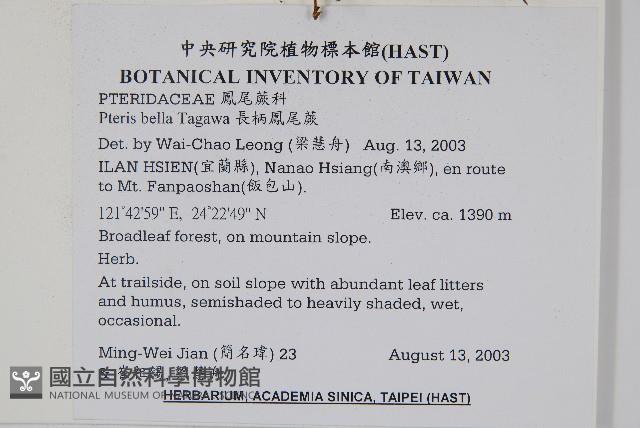 中央研究院植物標本館(HAST)
BOTANICAL INVENTORY OF TAIWAN
PTERIDACEAE 鳳尾蕨科
Pteris bella Tagawa 長柄鳳尾蕨
Det. by Wai-Chao Leong (梁慧舟) Aug. 13, 2003
ILAN HSIEN(宜蘭縣), Nanao Hsiang(南澳鄉), en route
to Mt. Fanpaoshan(飯包山).
121°42'59" E, 24°22'49" N Elev. ca. 1390 m
Broadleaf forest, on mountain slope.
Herb.
At trailside, on soil slope with abundant leaf litters
and humus, semishaded to heavily shaded, wet,
occasional.
Ming-Wei Jian (簡名瑋) 23 August 13, 2003
國立自然科學博物館
NATIONAL MUSEUM OF NATURAL SCIENCE
HERBARIUM, ACADEMIA SINICA, TAIPEI (HAST)